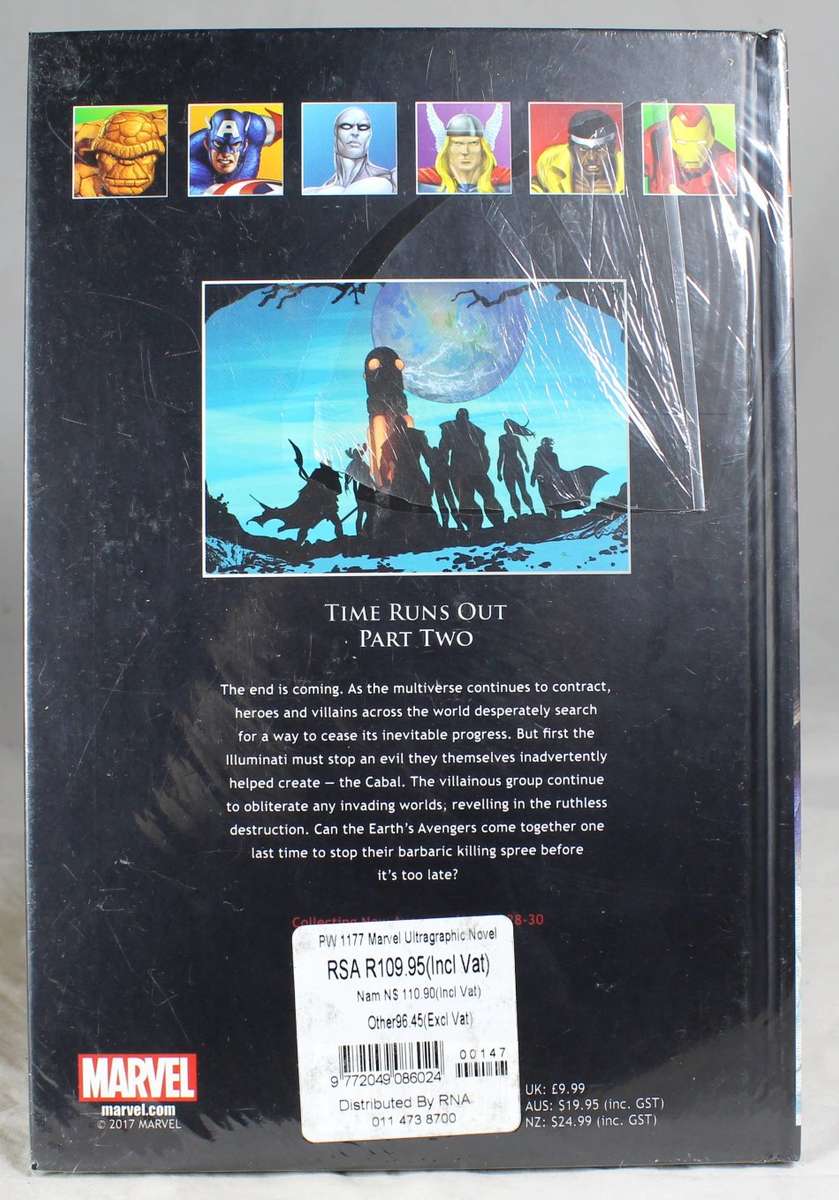 TIME RUNS OUT
PART TWO
The end is coming. As the multiverse continues to contract,
heroes and villains across the world desperately search
for a way to cease its inevitable progress. But first the
Illuminati must stop an evil they themselves inadvertently
helped create — the Cabal. The villainous group continue
to obliterate any invading worlds; revelling in the ruthless
destruction. Can the Earth's Avengers come together one
last time to stop their barbaric killing spree before
it's too late?
Collecting
28-30
PW 1177 Marvel Ultragraphic Novel
RSA R109.95(Incl Vat)
Nam N$ 110.90(Incl Vat)
Other96.45(Excl Vat)
00147
9 772049 086024
Distributed By RNA
011 473 8700
MARVEL
marvel.com
© 2017 MARVEL
UK: £9.99
AUS: $19.95 (inc. GST)
NZ: $24.99 (inc. GST)